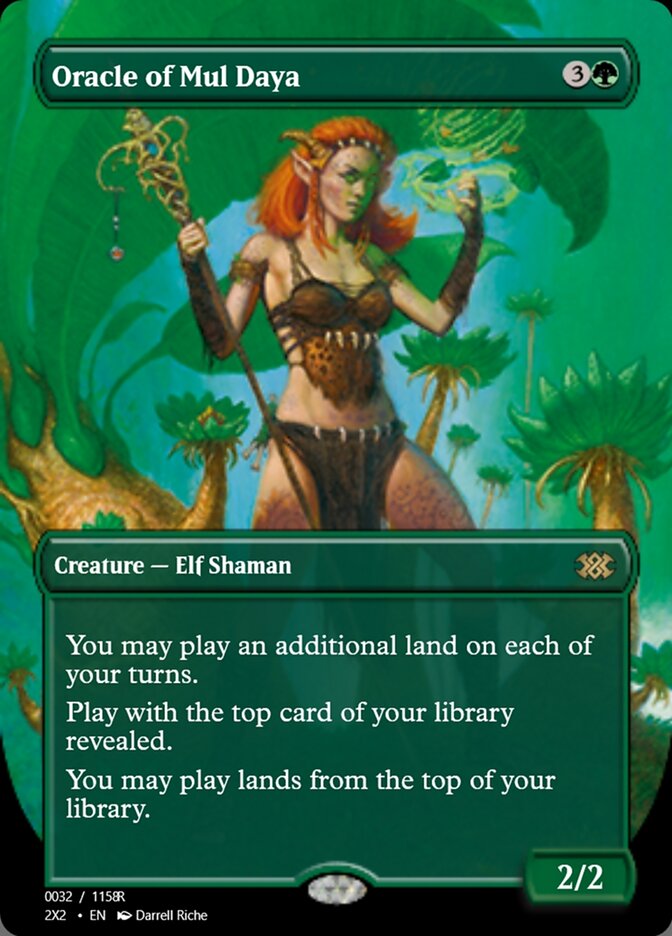 Oracle of Mul Daya 3
Creature — Elf Shaman
You may play an additional land on each of
your turns.
Play with the top card of your library
revealed.
You may play lands from the top of your
library.
2/2
0032 / 1158R
2X2 • EN Darrell Riche